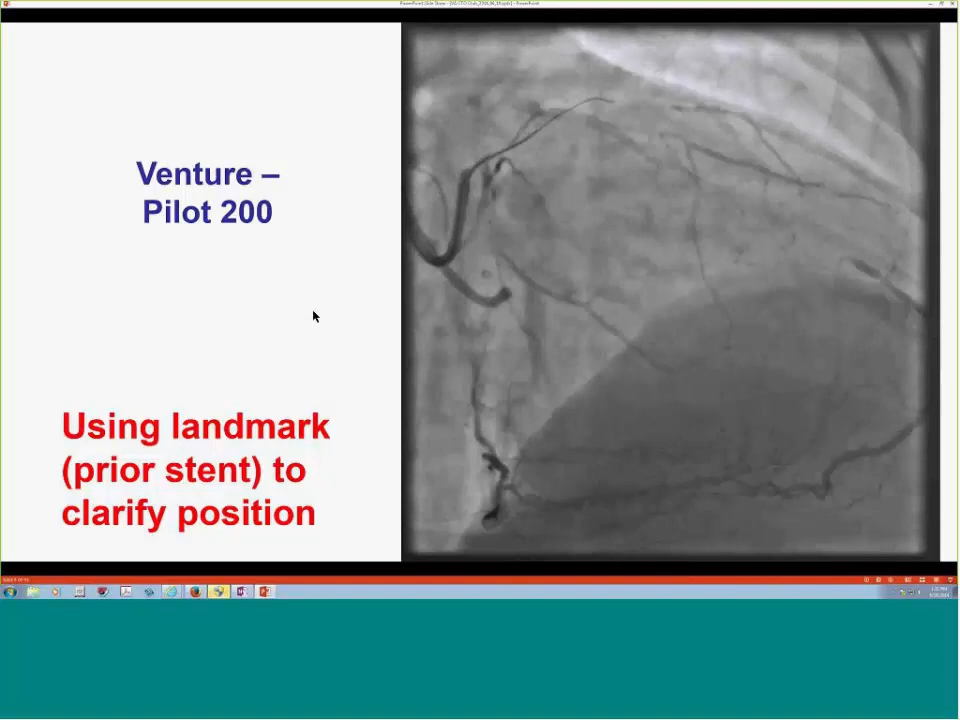 Venture –
Pilot 200
Using landmark
(prior stent) to
clarify position